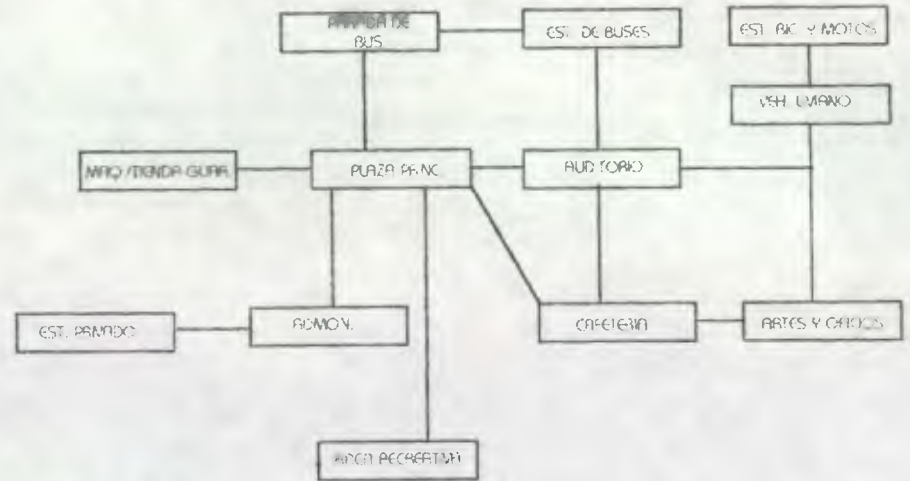 PARADA DE
BUS
EST. DE BUSES
EST. BIC. Y MOTOS
VEH. LIVIANO
MAQ./TIENDA GUAR.
PLAZA PRINC.
AUDITORIO
EST. PRIVADO
ADMON.
CAFETERIA
ARTES Y OFICIOS
AREA RECREATIVA